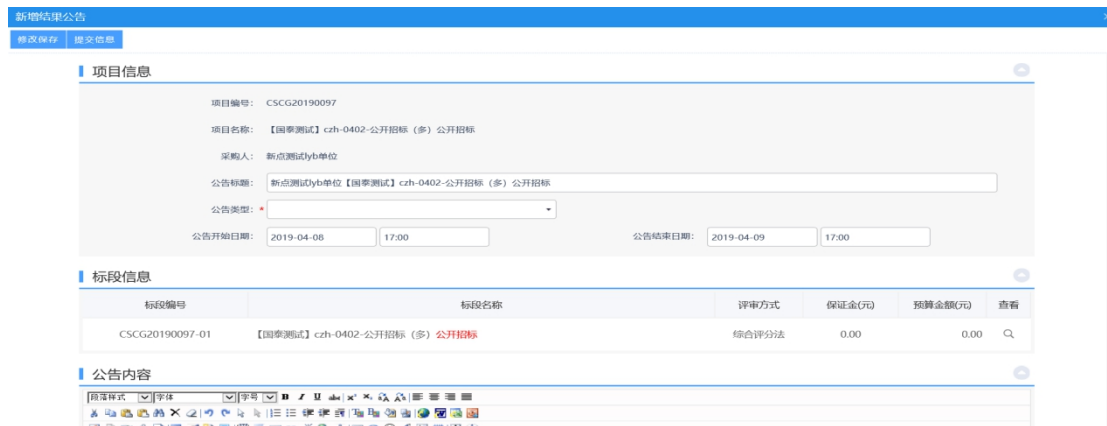 新增结果公告
修改保存 提交信息
项目信息
项目编号: CSCG20190097
项目名称: 【国泰测试】czh-0402-公开招标（多）公开招标
采购人: 新点测试lyb单位
公告标题: 新点测试lyb单位【国泰测试】czh-0402-公开招标（多）公开招标
公告类型: *
公告开始日期: 2019-04-08 17:00 公告结束日期: 2019-04-09 17:00
标段信息
标段编号 标段名称 评审方式 保证金(元) 预算金额(元) 查看
CSCG20190097-01 【国泰测试】czh-0402-公开招标（多）公开招标 综合评分法 0.00 0.00
公告内容
段落样式 字体 字号 B I U abc x² x₂